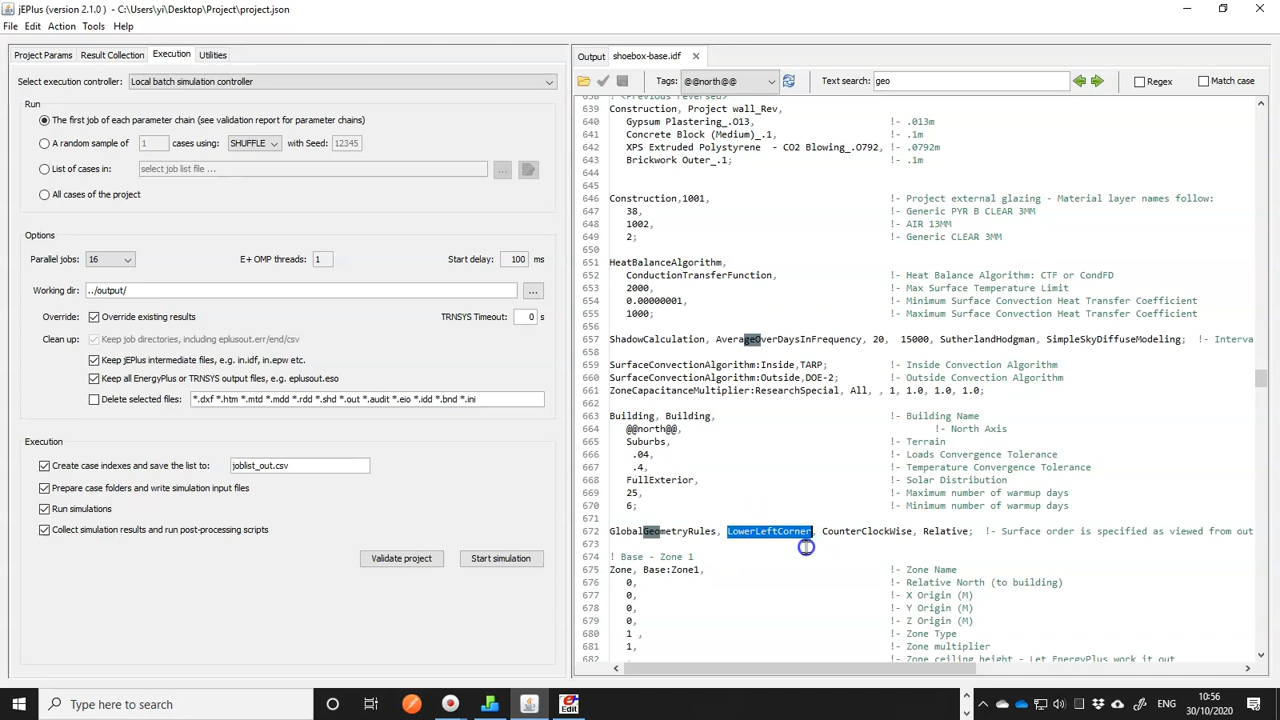 jEPlus (version 2.1.0 ) - C:\Users\yi\Desktop\Project\project.json
File Edit Action Tools Help
Project Params Result Collection Execution Utilities
Select execution controller: Local batch simulation controller
Run
The first job of each parameter chain (see validation report for parameter chains)
A random sample of 1 cases using: SHUFFLE with Seed: 12345
List of cases in: select job list file ... ...
All cases of the project
Options
Parallel jobs: 16 E+ OMP threads: 1 Start delay: 100 ms
Working dir: ../output/ ...
Override: Override existing results TRNSYS Timeout: 0 s
Clean up: Keep job directories, including eplusout.err/end/csv
Keep jEPlus intermediate files, e.g. in.idf, in.epw etc.
Keep all EnergyPlus or TRNSYS output files, e.g. eplusout.eso
Delete selected files: *.dxf *.htm *.mtd *.mdd *.rdd *.shd *.out *.audit *.eio *.idd *.bnd *.ini
Execution
Create case indexes and save the list to: joblist_out.csv
Prepare case folders and write simulation input files
Run simulations
Collect simulation results and run post-processing scripts
Validate project Start simulation
Output shoebox-base.idf
Tags: @@north@@ Text search: geo Regex Match case
638 ! <Previous reversed>
639 Construction, Project wall_Rev,
640 Gypsum Plastering_.O13, !- .013m
641 Concrete Block (Medium)_.1, !- .1m
642 XPS Extruded Polystyrene - CO2 Blowing_.O792, !- .0792m
643 Brickwork Outer_.1; !- .1m
644
645
646 Construction,1001, !- Project external glazing - Material layer names follow:
647 38, !- Generic PYR B CLEAR 3MM
648 1002, !- AIR 13MM
649 2; !- Generic CLEAR 3MM
650
651 HeatBalanceAlgorithm,
652 ConductionTransferFunction, !- Heat Balance Algorithm: CTF or CondFD
653 2000, !- Max Surface Temperature Limit
654 0.00000001, !- Minimum Surface Convection Heat Transfer Coefficient
655 1000; !- Minimum Surface Convection Heat Transfer Coefficient
656
657 ShadowCalculation, AverageOverDaysInFrequency, 20, 15000, SutherlandHodgman, SimpleSkyDiffuseModeling; !- Interva
658
659 SurfaceConvectionAlgorithm:Inside,TARP; !- Inside Convection Algorithm
660 SurfaceConvectionAlgorithm:Outside,DOE-2; !- Outside Convection Algorithm
661 ZoneCapacitanceMultiplier:ResearchSpecial, All, , 1, 1.0, 1.0, 1.0;
662
663 Building, Building, !- Building Name
664 @@north@@, !- North Axis
665 Suburbs, !- Terrain
666 .04, !- Loads Convergence Tolerance
667 .4, !- Temperature Convergence Tolerance
668 FullExterior, !- Solar Distribution
669 25, !- Maximum number of warmup days
670 6; !- Minimum number of warmup days
671
672 GlobalGeometryRules, LowerLeftCorner, CounterClockWise, Relative; !- Surface order is specified as viewed from out
673
674 ! Base - Zone 1
675 Zone, Base:Zone1, !- Zone Name
676 0, !- Relative North (to building)
677 0, !- X Origin (M)
678 0, !- Y Origin (M)
679 0, !- Z Origin (M)
680 1 , !- Zone Type
681 1, !- Zone multiplier
682 !- Zone ceiling height - Let EnergyPlus work it out
Type here to search
Edit
ENG
10:56
30/10/2020